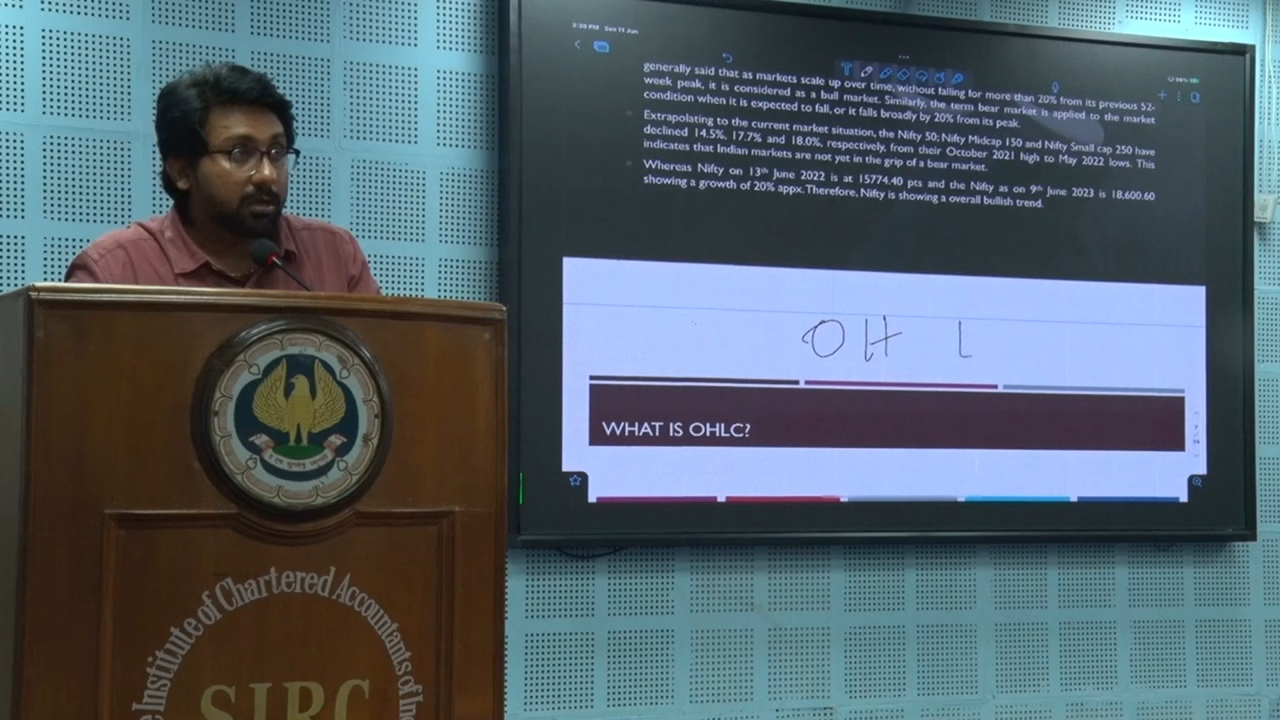 3:39 PM Sun 11 Jun
generally said that as markets scale up over time, without falling for more than 20% from its previous 52-
week peak, it is considered as a bull market. Similarly, the term bear market is applied to the market
condition when it is expected to fall, or it falls broadly by 20% from its peak.
Extrapolating to the current market situation, the Nifty 50; Nifty Midcap 150 and Nifty Small cap 250 have
declined 14.5%, 17.7% and 18.0%, respectively, from their October 2021 high to May 2022 lows. This
indicates that Indian markets are not yet in the grip of a bear market.
Whereas Nifty on 13th June 2022 is at 15774.40 pts and the Nifty as on 9th June 2023 is 18,600.60
showing a growth of 20% appx. Therefore, Nifty is showing a overall bullish trend.
OH L
WHAT IS OHLC?
Institute of Chartered Accountants of
SIRC